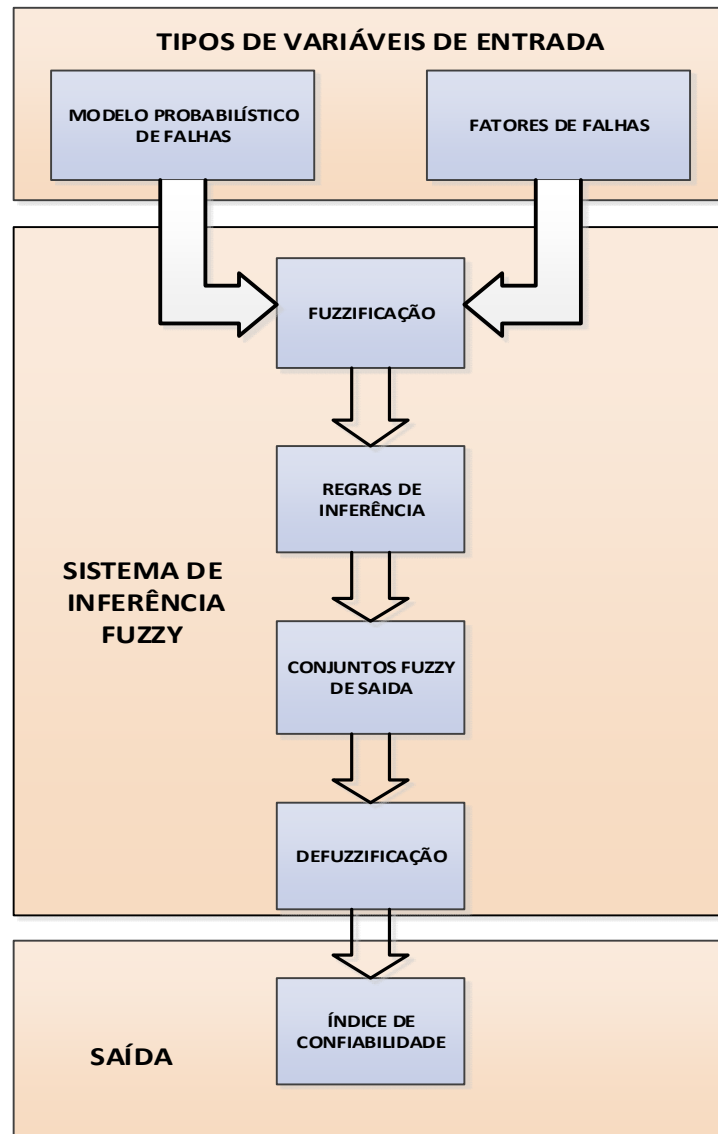 TIPOS DE VARIÁVEIS DE ENTRADA
MODELO PROBABILÍSTICO
DE FALHAS
FATORES DE FALHAS
FUZZIFICAÇÃO
REGRAS DE
INFERÊNCIA
SISTEMA DE
INFERÊNCIA
FUZZY
CONJUNTOS FUZZY
DE SAIDA
DEFUZZIFICAÇÃO
ÍNDICE DE
CONFIABILIDADE
SAÍDA